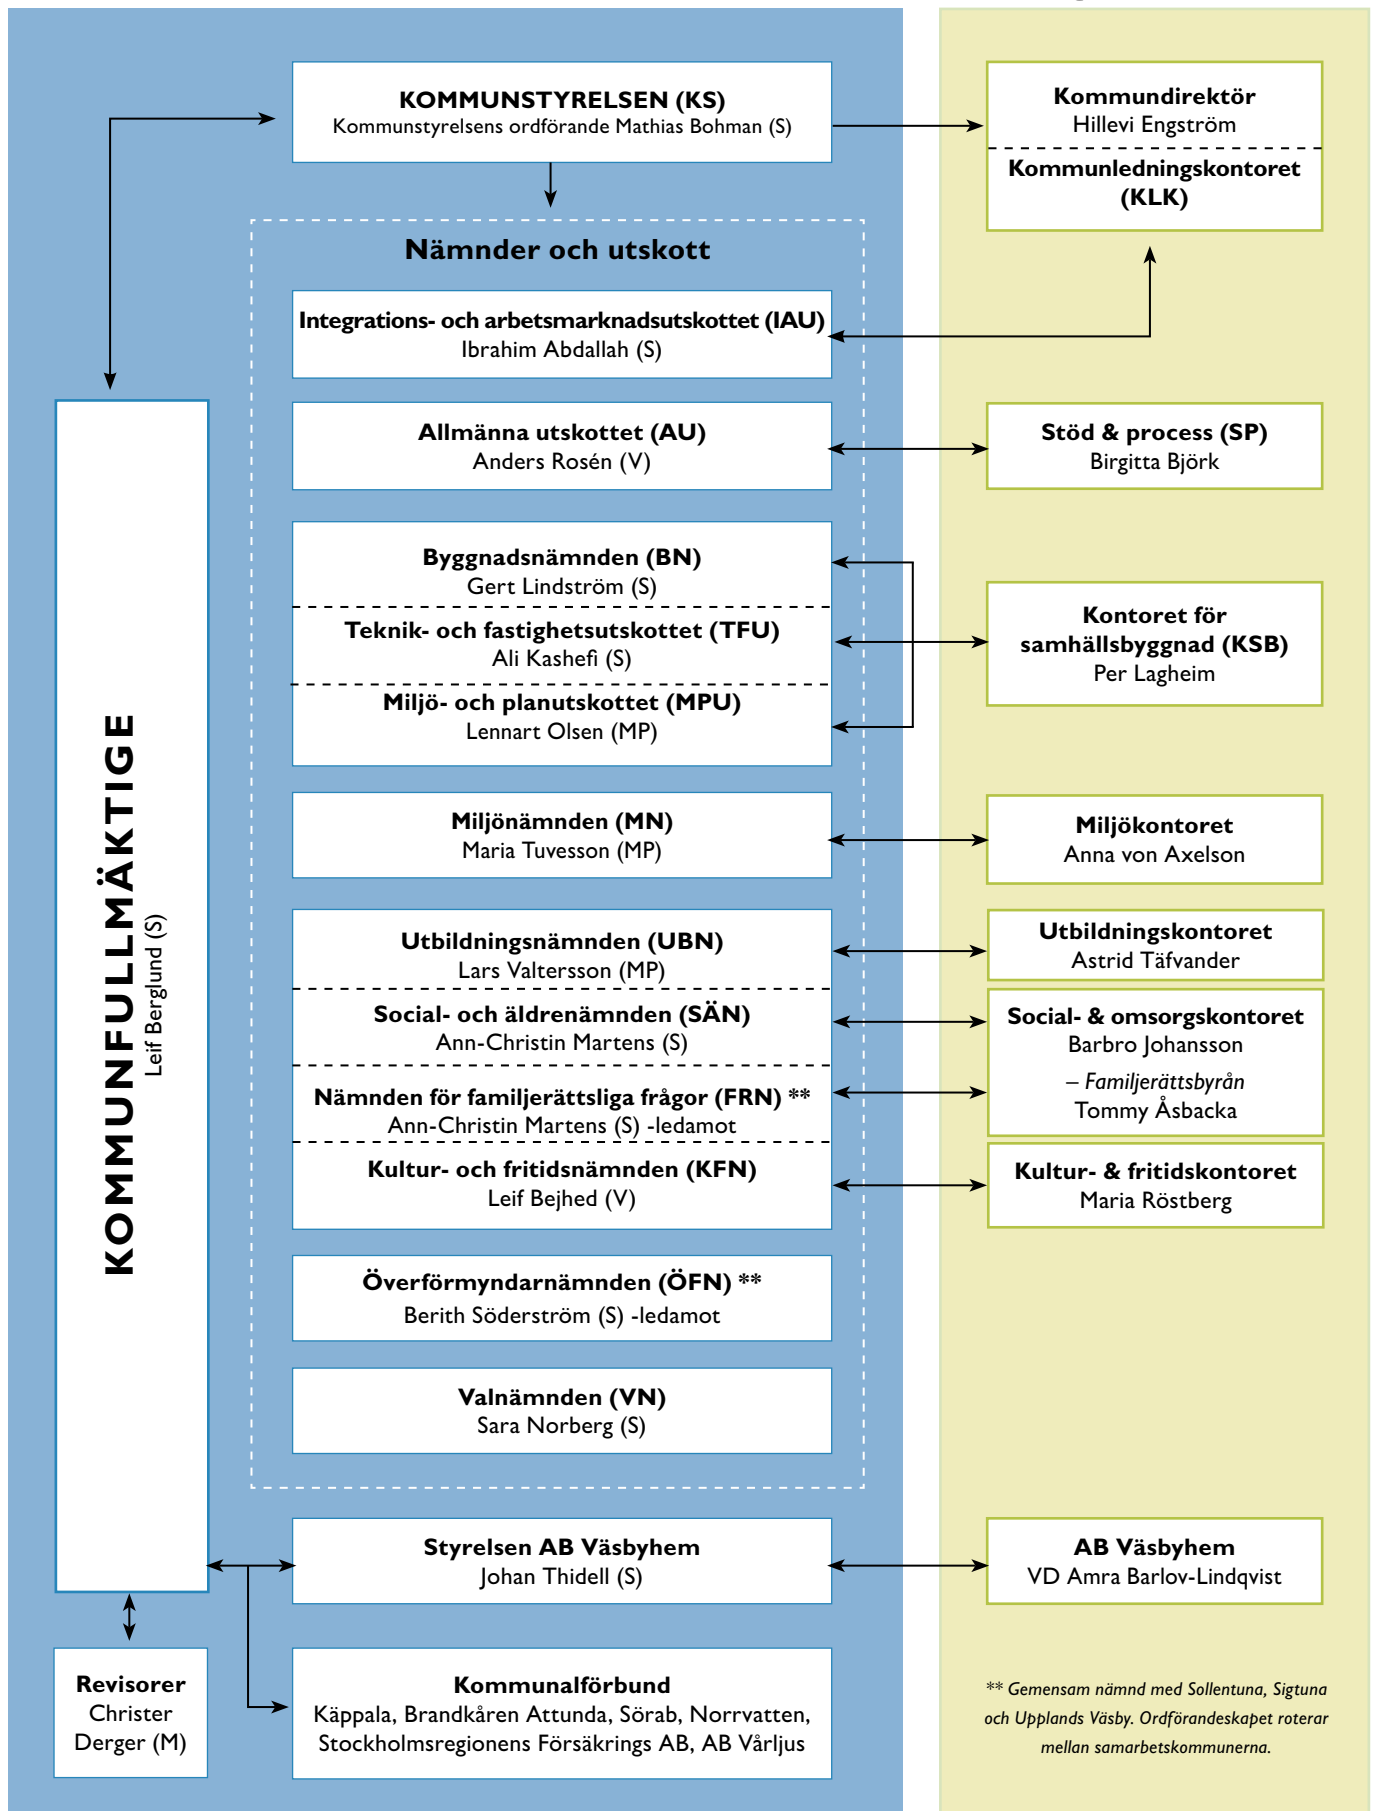 KOMMUNSTYRELSEN (KS)
Kommunstyrelsens ordförande Mathias Bohman (S)
Kommundirektör
Hillevi Engström
Kommunledningskontoret
(KLK)
Nämnder och utskott
Integrations- och arbetsmarknadsutskottet (IAU)
Ibrahim Abdallah (S)
Allmänna utskottet (AU)
Anders Rosén (V)
Stöd & process (SP)
Birgitta Björk
Byggnadsnämnden (BN)
Gert Lindström (S)
Teknik- och fastighetsutskottet (TFU)
Ali Kashefi (S)
Miljö- och planutskottet (MPU)
Lennart Olsen (MP)
Kontoret för
samhällsbyggnad (KSB)
Per Lagheim
KOMMUNFULLMÄKTIGE
Leif Berglund (S)
Miljönämnden (MN)
Maria Tuvesson (MP)
Miljökontoret
Anna von Axelson
Utbildningsnämnden (UBN)
Lars Valtersson (MP)
Utbildningskontoret
Astrid Täfvander
Social- och äldrenämnden (SÄN)
Ann-Christin Martens (S)
Social- & omsorgskontoret
Barbro Johansson
– Familjerättsbyrån
Tommy Åsbacka
Nämnden för familjerättsliga frågor (FRN) **
Ann-Christin Martens (S) -ledamot
Kultur- och fritidsnämnden (KFN)
Leif Bejhed (V)
Kultur- & fritidskontoret
Maria Röstberg
Överförmyndarnämnden (ÖFN) **
Berith Söderström (S) -ledamot
Valnämnden (VN)
Sara Norberg (S)
Styrelsen AB Väsbyhem
Johan Thidell (S)
AB Väsbyhem
VD Amra Barlov-Lindqvist
Revisorer
Christer
Derger (M)
Kommunalförbund
Käppala, Brandkåren Attunda, Sörab, Norrvatten,
Stockholmsregionens Försäkrings AB, AB Vårljus
** Gemensam nämnd med Sollentuna, Sigtuna
och Upplands Väsby. Ordförandeskapet roterar
mellan samarbetskommunerna.